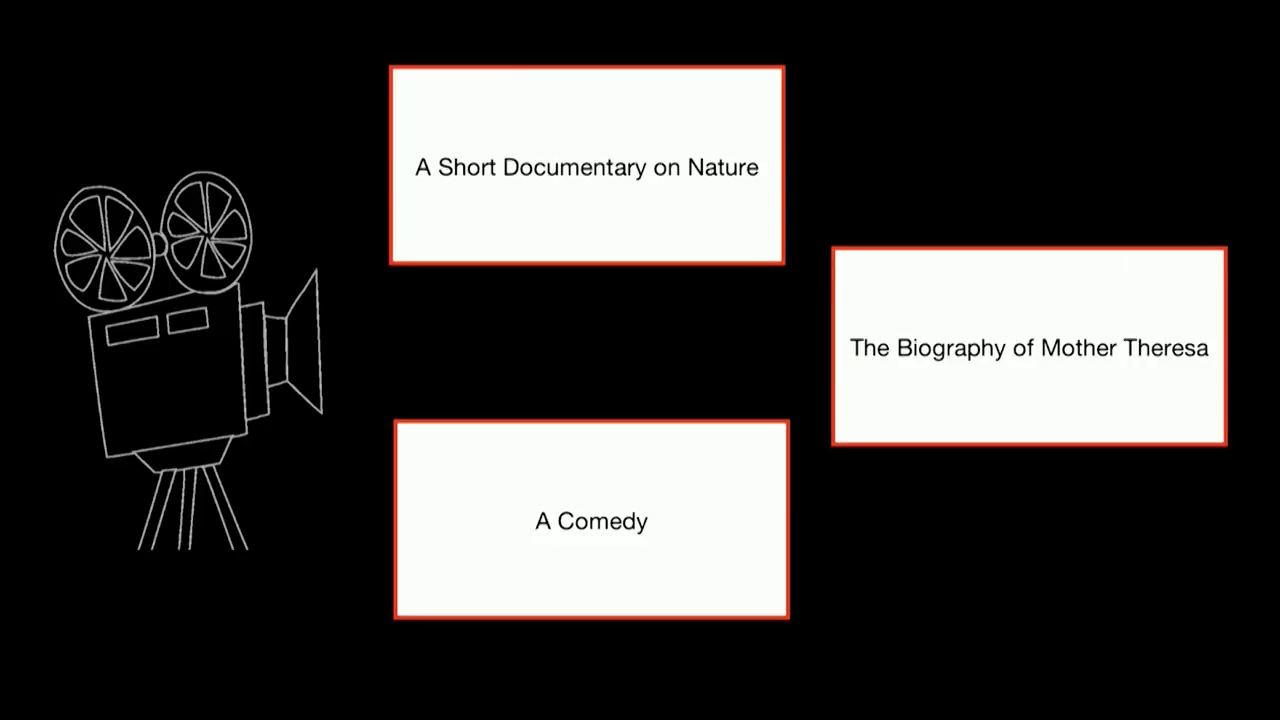 A Short Documentary on Nature
The Biography of Mother Theresa
A Comedy